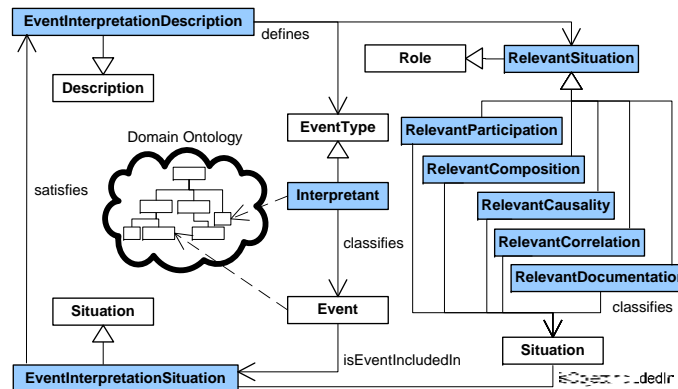 EventInterpretationDescription
defines
Role
RelevantSituation
Description
EventType
RelevantParticipation
Domain Ontology
RelevantComposition
satisfies
Interpretant
RelevantCausality
classifies
RelevantCorrelation
RelevantDocumentation
Situation
Event
classifies
isEventIncludedIn
Situation
EventInterpretationSituation